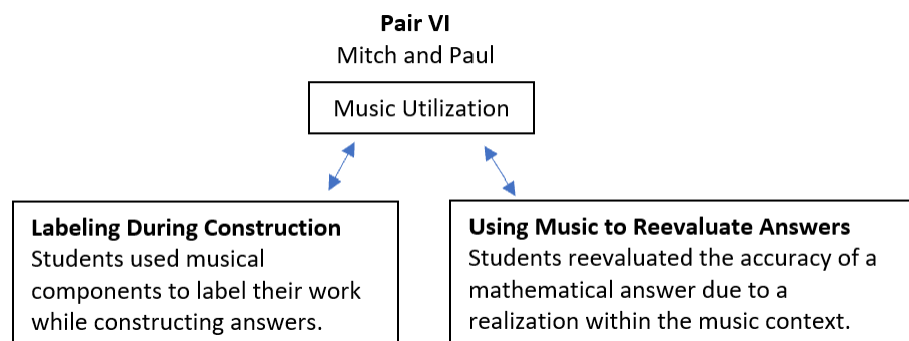 Pair VI
Mitch and Paul
Music Utilization
Labeling During Construction
Students used musical
components to label their work
while constructing answers.
Using Music to Reevaluate Answers
Students reevaluated the accuracy of a
mathematical answer due to a
realization within the music context.